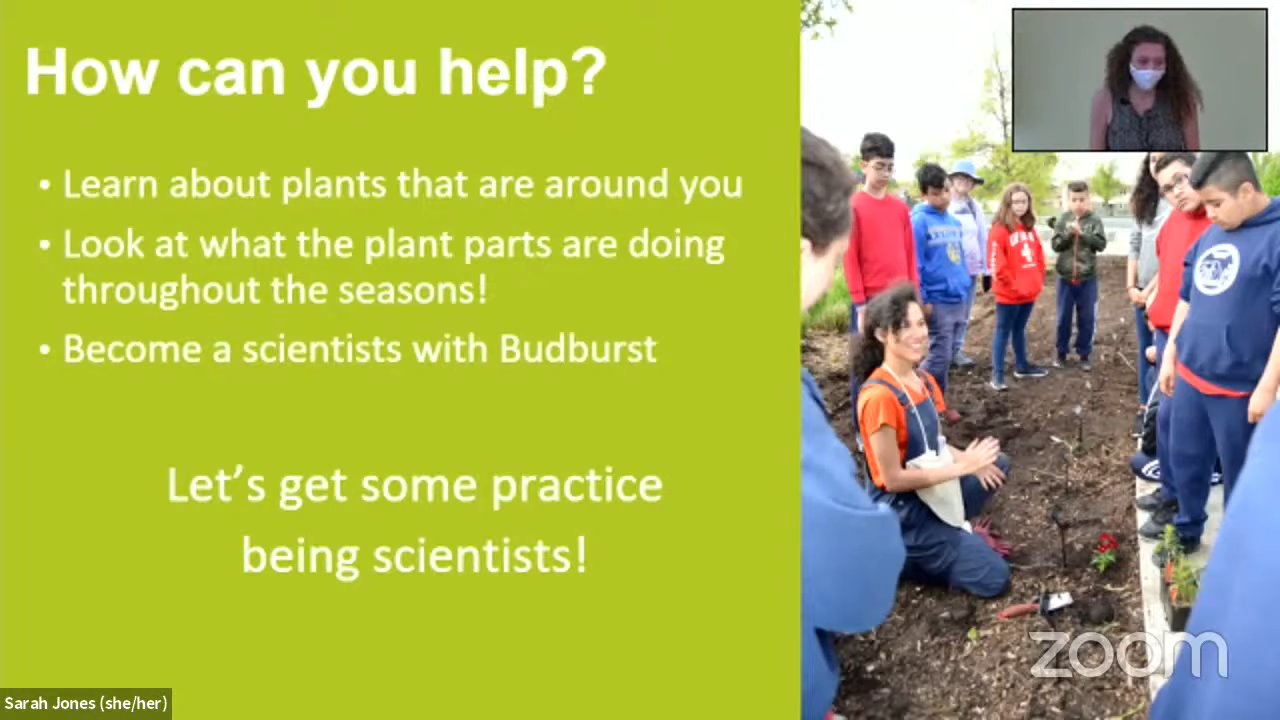 How can you help?
• Learn about plants that are around you
• Look at what the plant parts are doing
throughout the seasons!
• Become a scientists with Budburst
Let's get some practice
being scientists!
zoom
Sarah Jones (she/her)